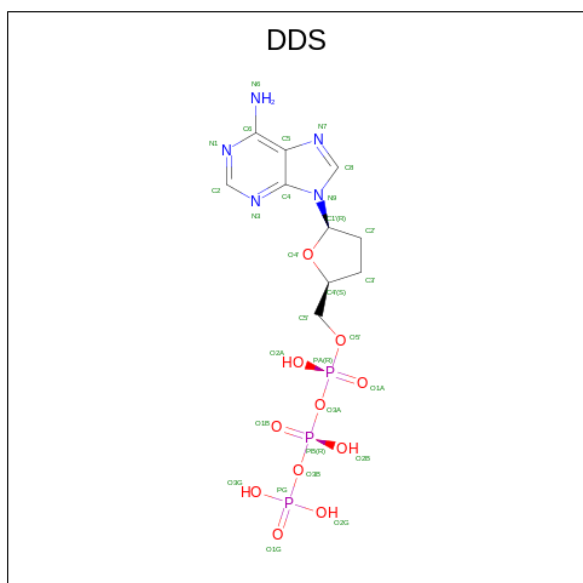 DDS
N6
NH2
C6
C5
N7
N1
N
N
C8
C2
N
N3
C4
N
N9
C1'(R)
C2'
O4'
O
C3'
C4'(S)
C5'
O
O5'
O2A
HO
PA(R)
P
O
O1A
O
O3A
O1B
O
P
OH
PB(R)
O2B
O
O3B
O3G
HO
PG
P
OH
O2G
O
O1G